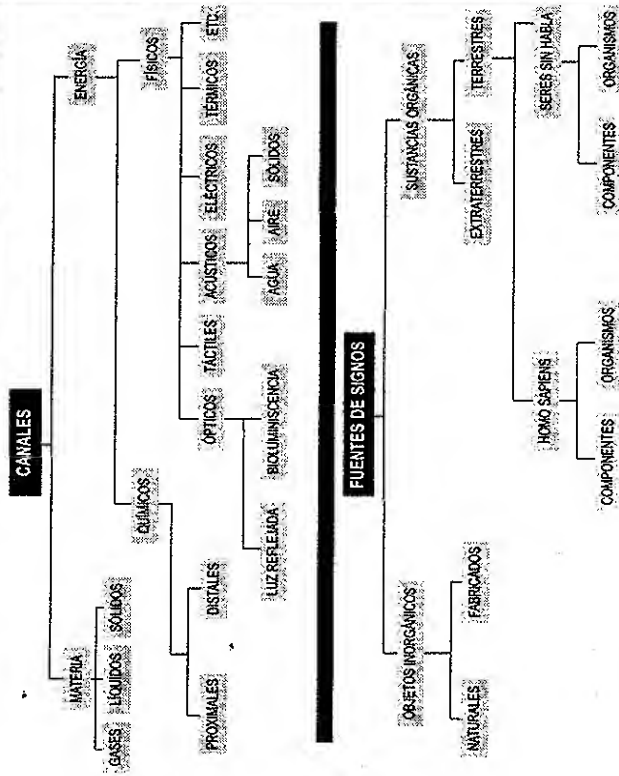 CANALES
MATERIA
ENERGÍA
GASES
LÍQUIDOS
SÓLIDOS
QUÍMICOS
FÍSICOS
PROXIMALES
DISTALES
ÓPTICOS
TÁCTILES
ACÚSTICOS
ELÉCTRICOS
TÉRMICOS
ETC.
LUZ REFLEJADA
BIOLUMINISCENCIA
AGUA
AIRE
SÓLIDOS
FUENTES DE SIGNOS
OBJETOS INORGÁNICOS
SUSTANCIAS ORGÁNICAS
NATURALES
FABRICADOS
EXTRATERRESTRES
TERRESTRES
HOMO SAPIENS
SERES SIN HABLA
COMPONENTES
ORGANISMOS
COMPONENTES
ORGANISMOS